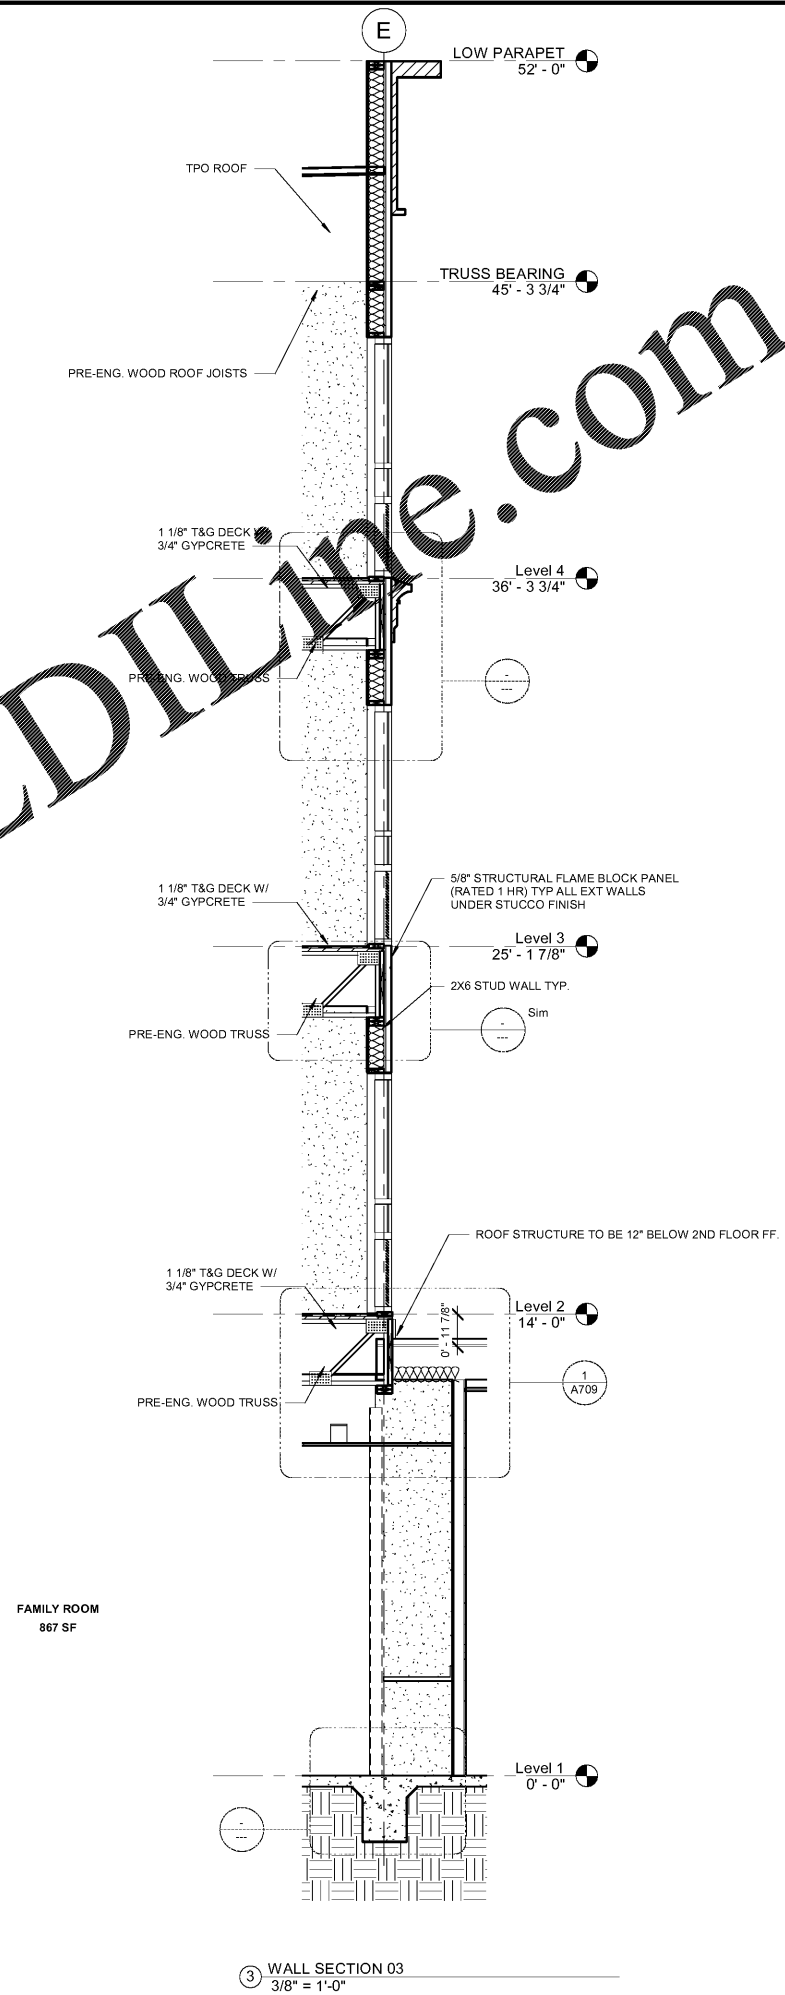 E
LOW PARAPET
52' - 0"
TPO ROOF
TRUSS BEARING
45' - 3 3/4"
PRE-ENG. WOOD ROOF JOISTS
1 1/8" T&G DECK W/
3/4" GYPCRETE
Level 4
36' - 3 3/4"
PRE-ENG. WOOD TRUSS
-
---
LDILine.com
5/8" STRUCTURAL FLAME BLOCK PANEL
(RATED 1 HR) TYP ALL EXT WALLS
UNDER STUCCO FINISH
1 1/8" T&G DECK W/
3/4" GYPCRETE
Level 3
25' - 1 7/8"
2X6 STUD WALL TYP.
Sim
-
---
PRE-ENG. WOOD TRUSS
ROOF STRUCTURE TO BE 12" BELOW 2ND FLOOR FF.
1 1/8" T&G DECK W/
3/4" GYPCRETE
0' - 11 7/8"
Level 2
14' - 0"
1
A709
PRE-ENG. WOOD TRUSS
FAMILY ROOM
867 SF
Level 1
0' - 0"
-
---
3
WALL SECTION 03
3/8" = 1'-0"